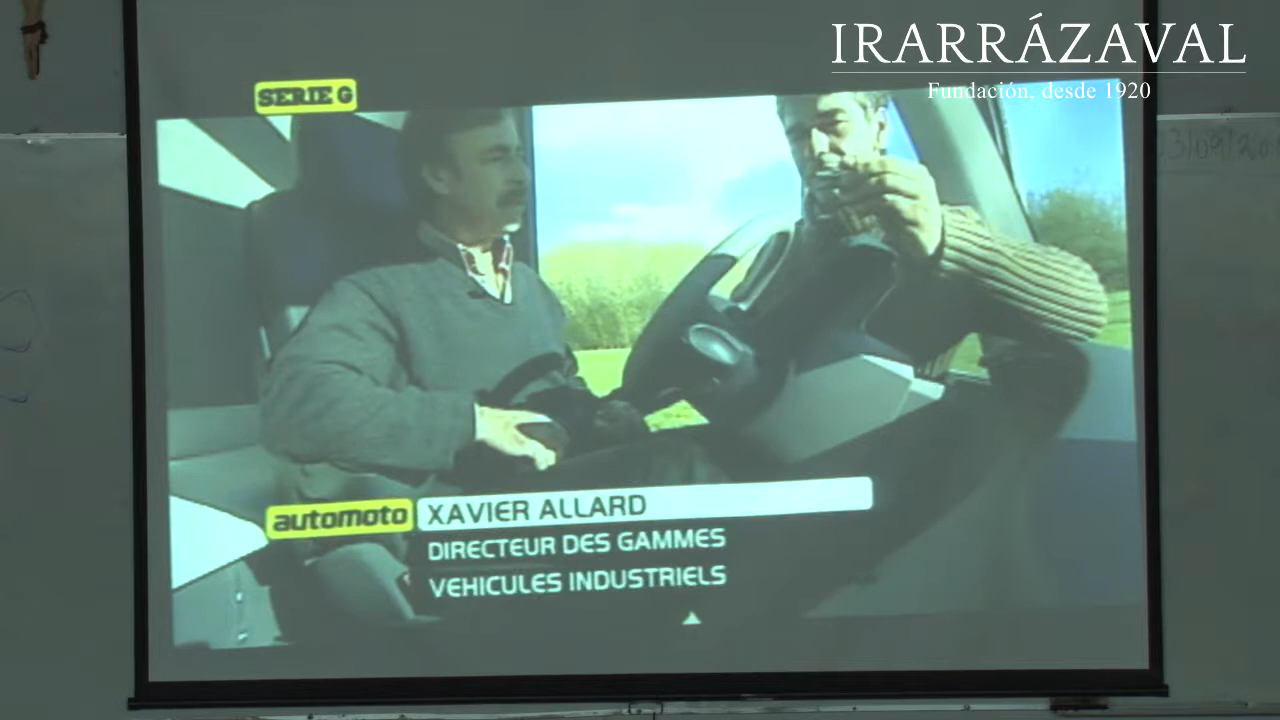 IRARRÁZAVAL
Fundación, desde 1920
SERIE G
automoto
XAVIER ALLARD
DIRECTEUR DES GAMMES
VEHICULES INDUSTRIELS